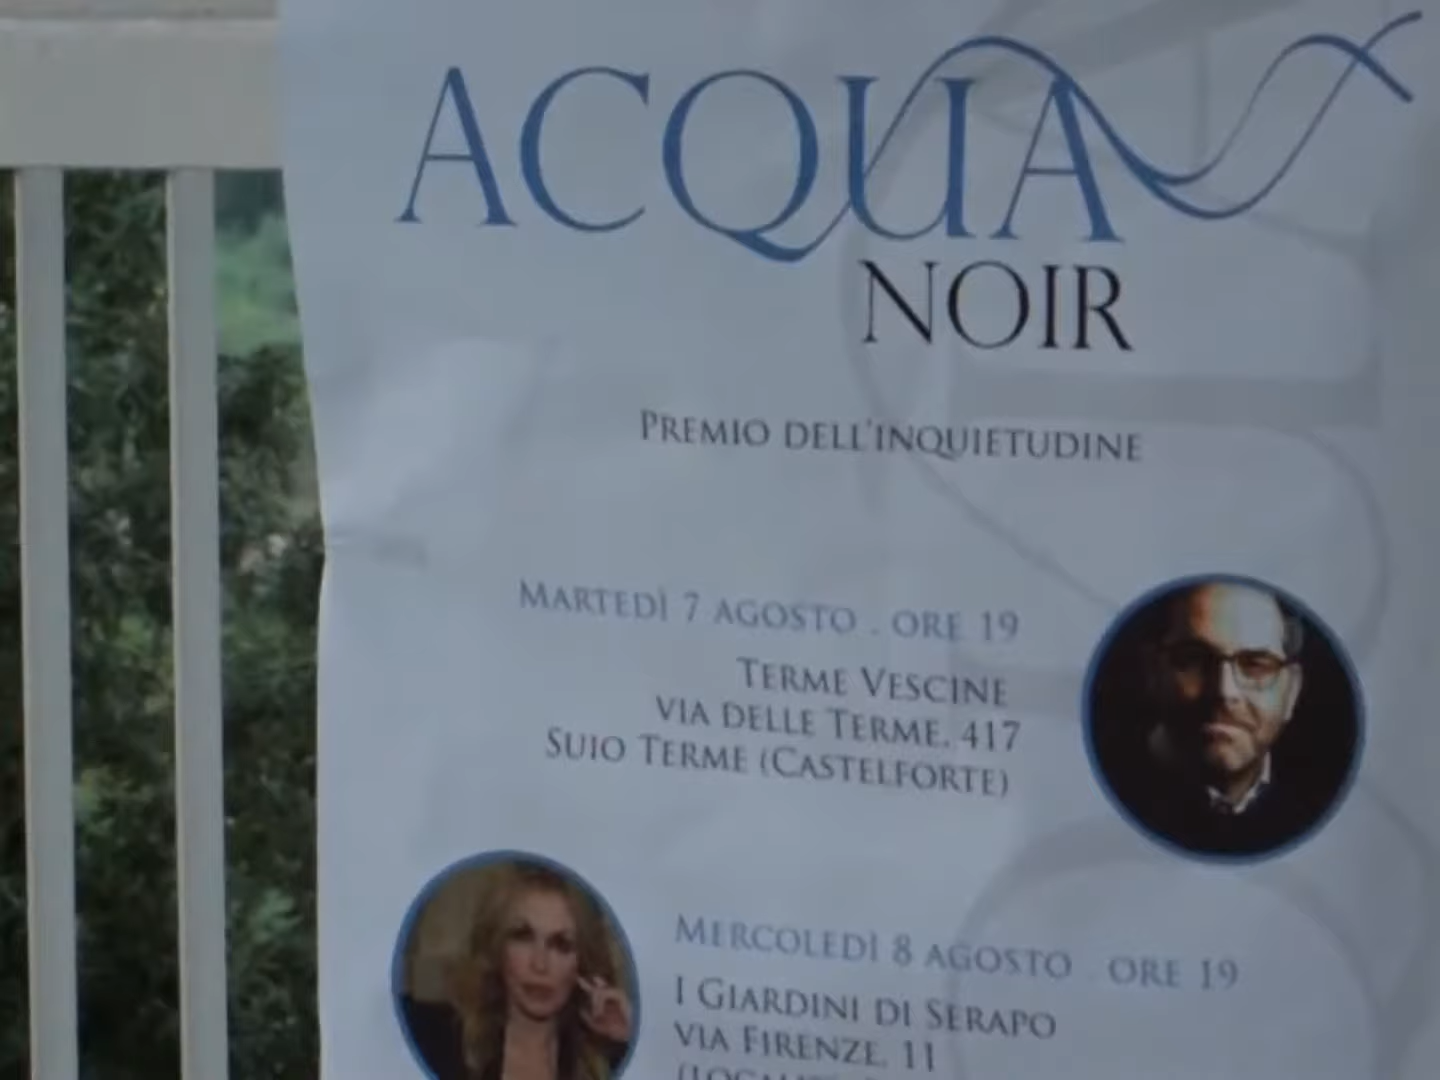 ACQUA
NOIR
PREMIO DELL'INQUIETUDINE
MARTEDÌ 7 AGOSTO . ORE 19
TERME VESCINE
VIA DELLE TERME, 417
SUIO TERME (CASTELFORTE)
MERCOLEDÌ 8 AGOSTO . ORE 19
I GIARDINI DI SERAPO
VIA FIRENZE, 11